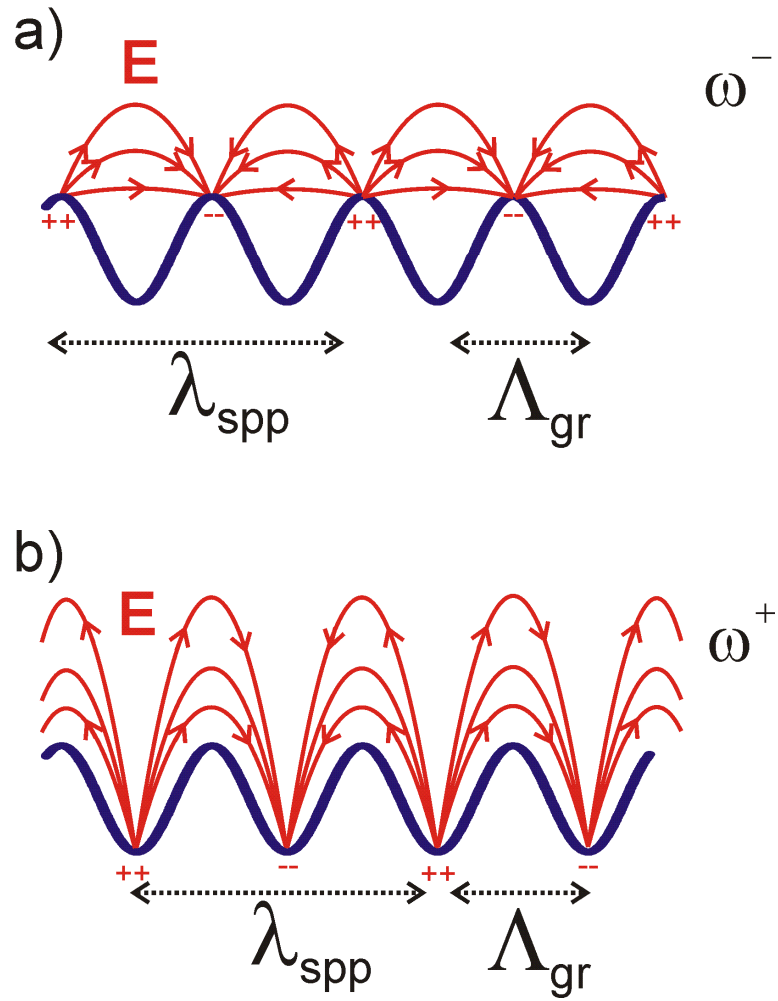 a)
E
ω⁻
++ -- ++ -- ++
λspp Λgr
b)
E
ω⁺
++ -- ++ --
λspp Λgr